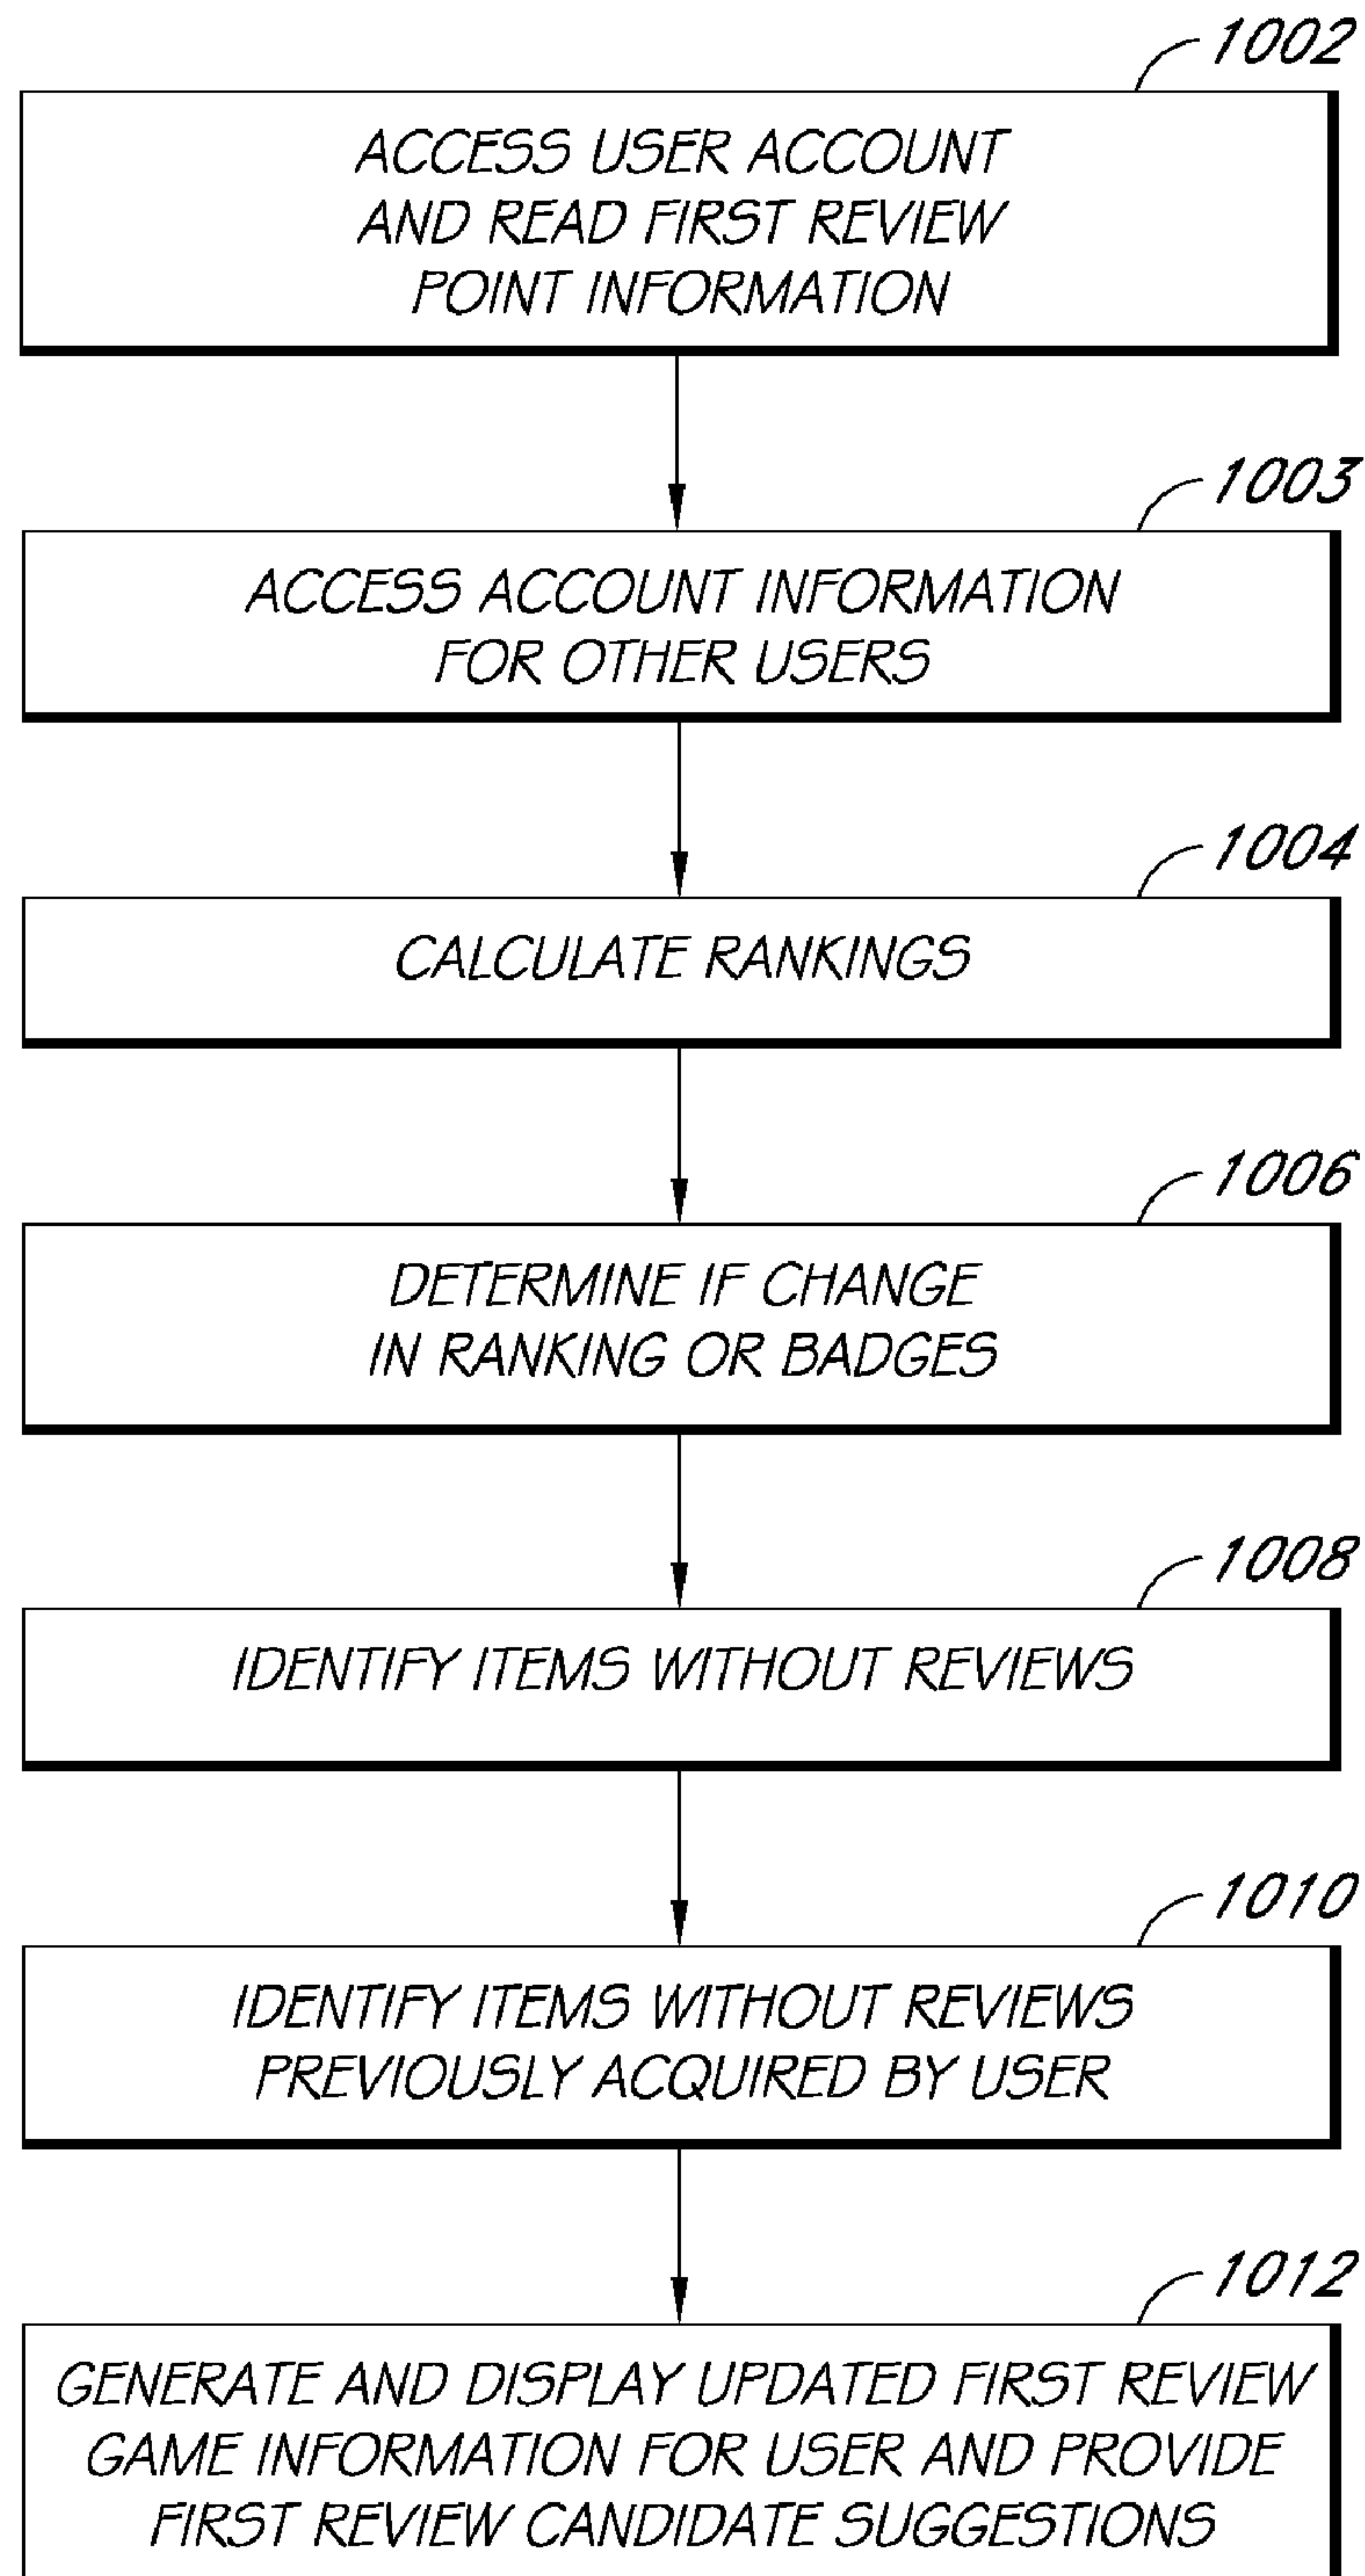 1002
ACCESS USER ACCOUNT
AND READ FIRST REVIEW
POINT INFORMATION
1003
ACCESS ACCOUNT INFORMATION
FOR OTHER USERS
1004
CALCULATE RANKINGS
1006
DETERMINE IF CHANGE
IN RANKING OR BADGES
1008
IDENTIFY ITEMS WITHOUT REVIEWS
1010
IDENTIFY ITEMS WITHOUT REVIEWS
PREVIOUSLY ACQUIRED BY USER
1012
GENERATE AND DISPLAY UPDATED FIRST REVIEW
GAME INFORMATION FOR USER AND PROVIDE
FIRST REVIEW CANDIDATE SUGGESTIONS